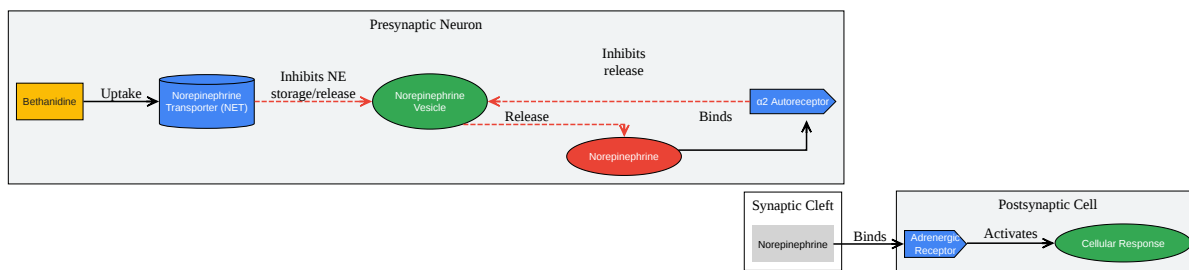 Presynaptic Neuron
Bethanidine
Uptake
Norepinephrine
Transporter (NET)
Inhibits NE
storage/release
Norepinephrine
Vesicle
Inhibits
release
α2 Autoreceptor
Release
Binds
Norepinephrine
Synaptic Cleft
Norepinephrine
Binds
Postsynaptic Cell
Adrenergic
Receptor
Activates
Cellular Response